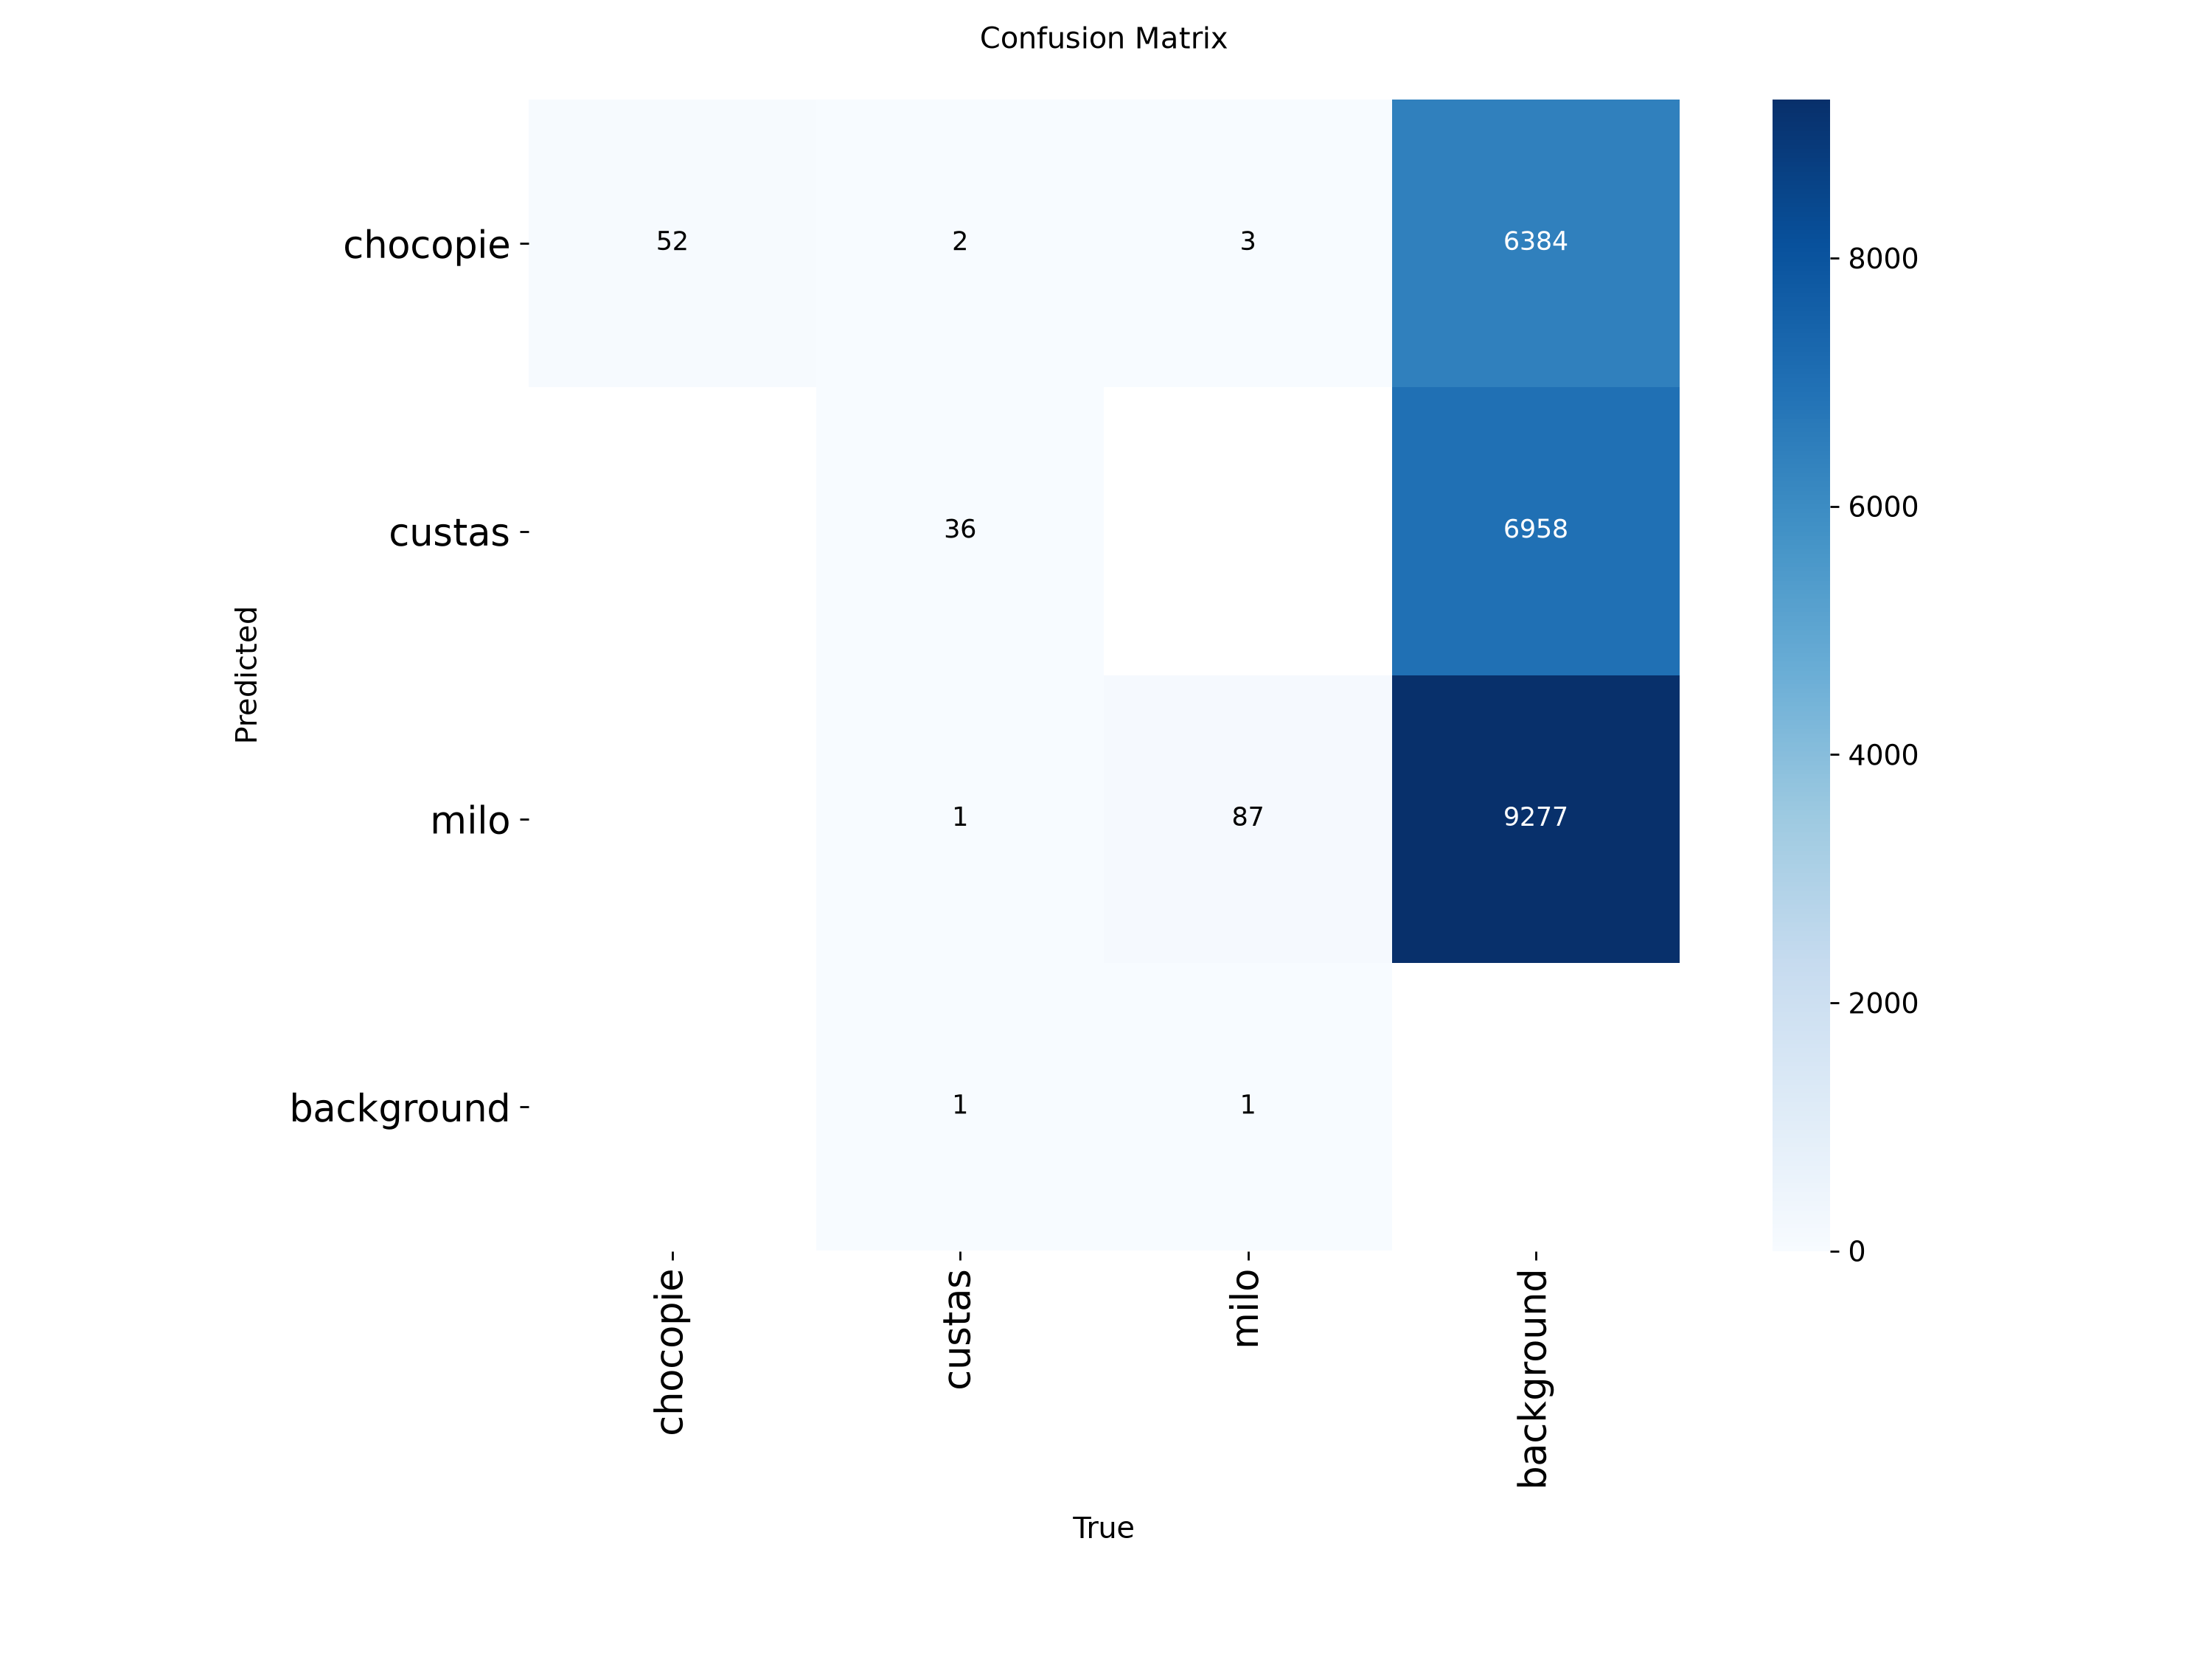 Confusion Matrix
chocopie 52 2 3 6384
custas 36 6958
milo 1 87 9277
background 1 1
chocopie custas milo background
Predicted
True
8000
6000
4000
2000
0